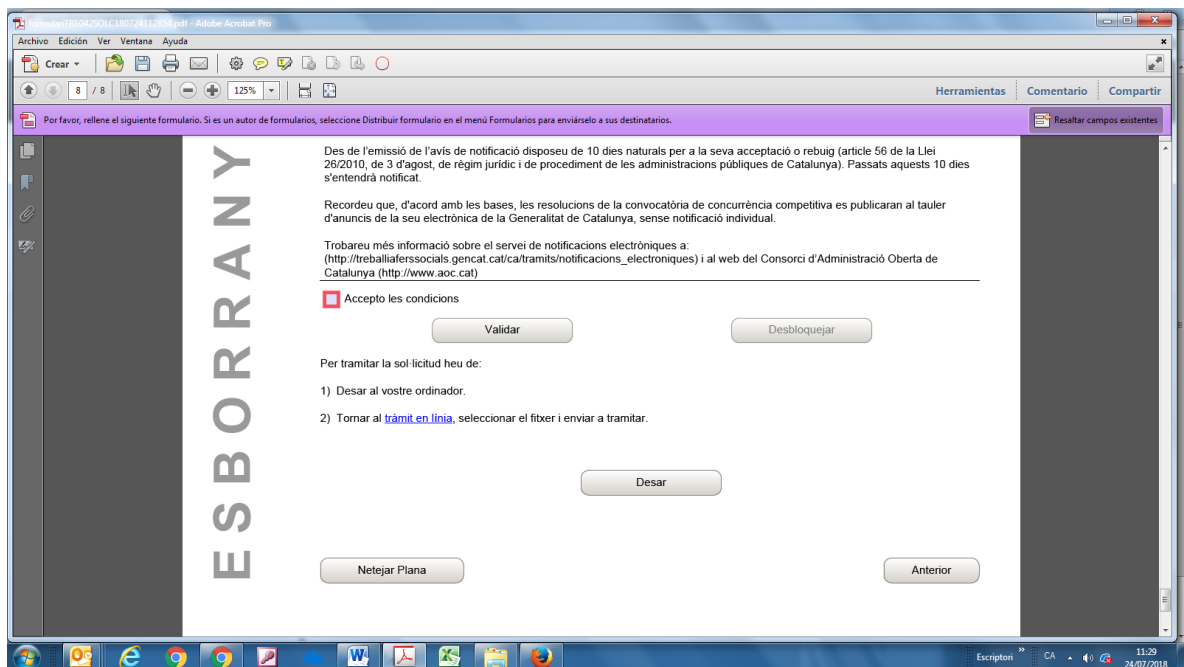 formulari785042SOLC180724112854.pdf - Adobe Acrobat Pro
Archivo Edición Ver Ventana Ayuda
Crear
8 / 8 125% Herramientas Comentario Compartir
Por favor, rellene el siguiente formulario. Si es un autor de formularios, seleccione Distribuir formulario en el menú Formularios para enviárselo a sus destinatarios. Resaltar campos existentes
ESBORRANY
Des de l'emissió de l'avís de notificació disposeu de 10 dies naturals per a la seva acceptació o rebuig (article 56 de la Llei
26/2010, de 3 d'agost, de règim jurídic i de procediment de les administracions públiques de Catalunya). Passats aquests 10 dies
s'entendrà notificat.
Recordeu que, d'acord amb les bases, les resolucions de la convocatòria de concurrència competitiva es publicaran al tauler
d'anuncis de la seu electrònica de la Generalitat de Catalunya, sense notificació individual.
Trobareu més informació sobre el servei de notificacions electròniques a:
(http://treballiaferssocials.gencat.cat/ca/tramits/notificacions_electroniques) i al web del Consorci d'Administració Oberta de
Catalunya (http://www.aoc.cat)
Accepto les condicions
Validar Desbloquejar
Per tramitar la sol·licitud heu de:
1) Desar al vostre ordinador.
2) Tornar al tràmit en línia, seleccionar el fitxer i enviar a tramitar.
Desar
Netejar Plana Anterior
Escriptori » CA 11:29
24/07/2018